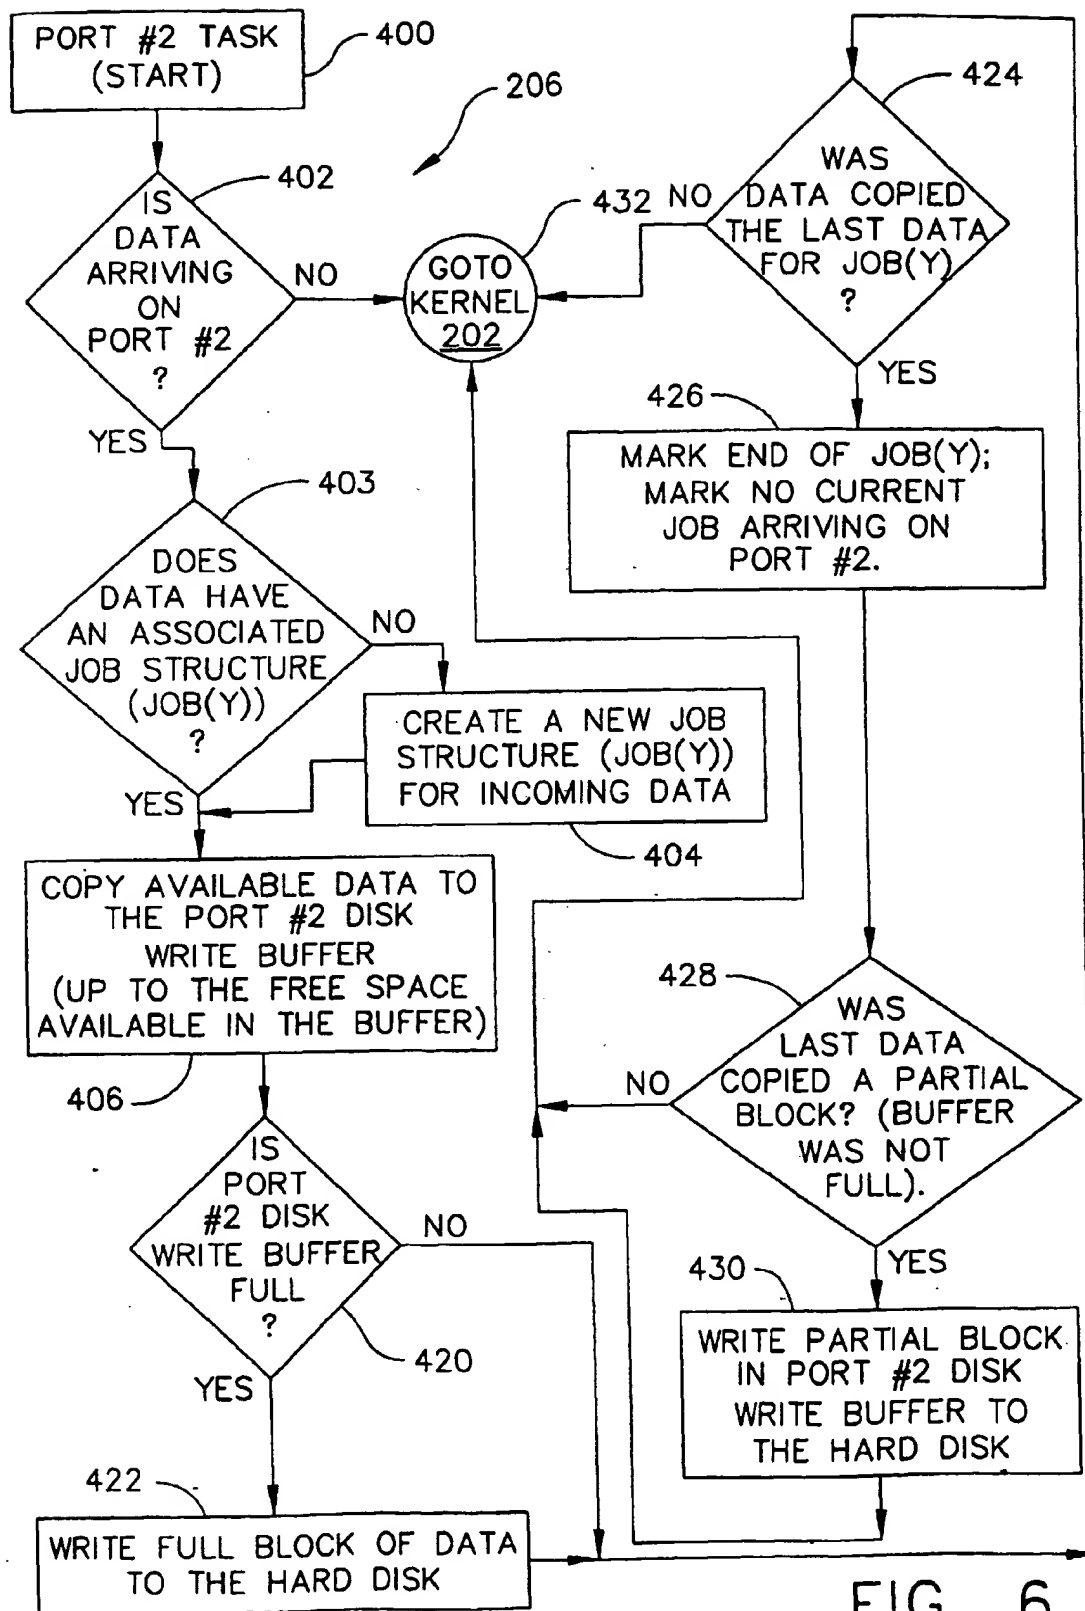 PORT #2 TASK
(START)
400
206
402
IS
DATA
ARRIVING
ON
PORT #2
?
NO
YES
GOTO
KERNEL
202
432
403
DOES
DATA HAVE
AN ASSOCIATED
JOB STRUCTURE
(JOB(Y))
?
NO
YES
CREATE A NEW JOB
STRUCTURE (JOB(Y))
FOR INCOMING DATA
404
COPY AVAILABLE DATA TO
THE PORT #2 DISK
WRITE BUFFER
(UP TO THE FREE SPACE
AVAILABLE IN THE BUFFER)
406
IS
PORT
#2 DISK
WRITE BUFFER
FULL
?
NO
420
YES
422
WRITE FULL BLOCK OF DATA
TO THE HARD DISK
424
WAS
DATA COPIED
THE LAST DATA
FOR JOB(Y)
?
NO
YES
426
MARK END OF JOB(Y);
MARK NO CURRENT
JOB ARRIVING ON
PORT #2.
428
WAS
LAST DATA
COPIED A PARTIAL
BLOCK? (BUFFER
WAS NOT
FULL).
NO
YES
430
WRITE PARTIAL BLOCK
IN PORT #2 DISK
WRITE BUFFER TO
THE HARD DISK
FIG. 6